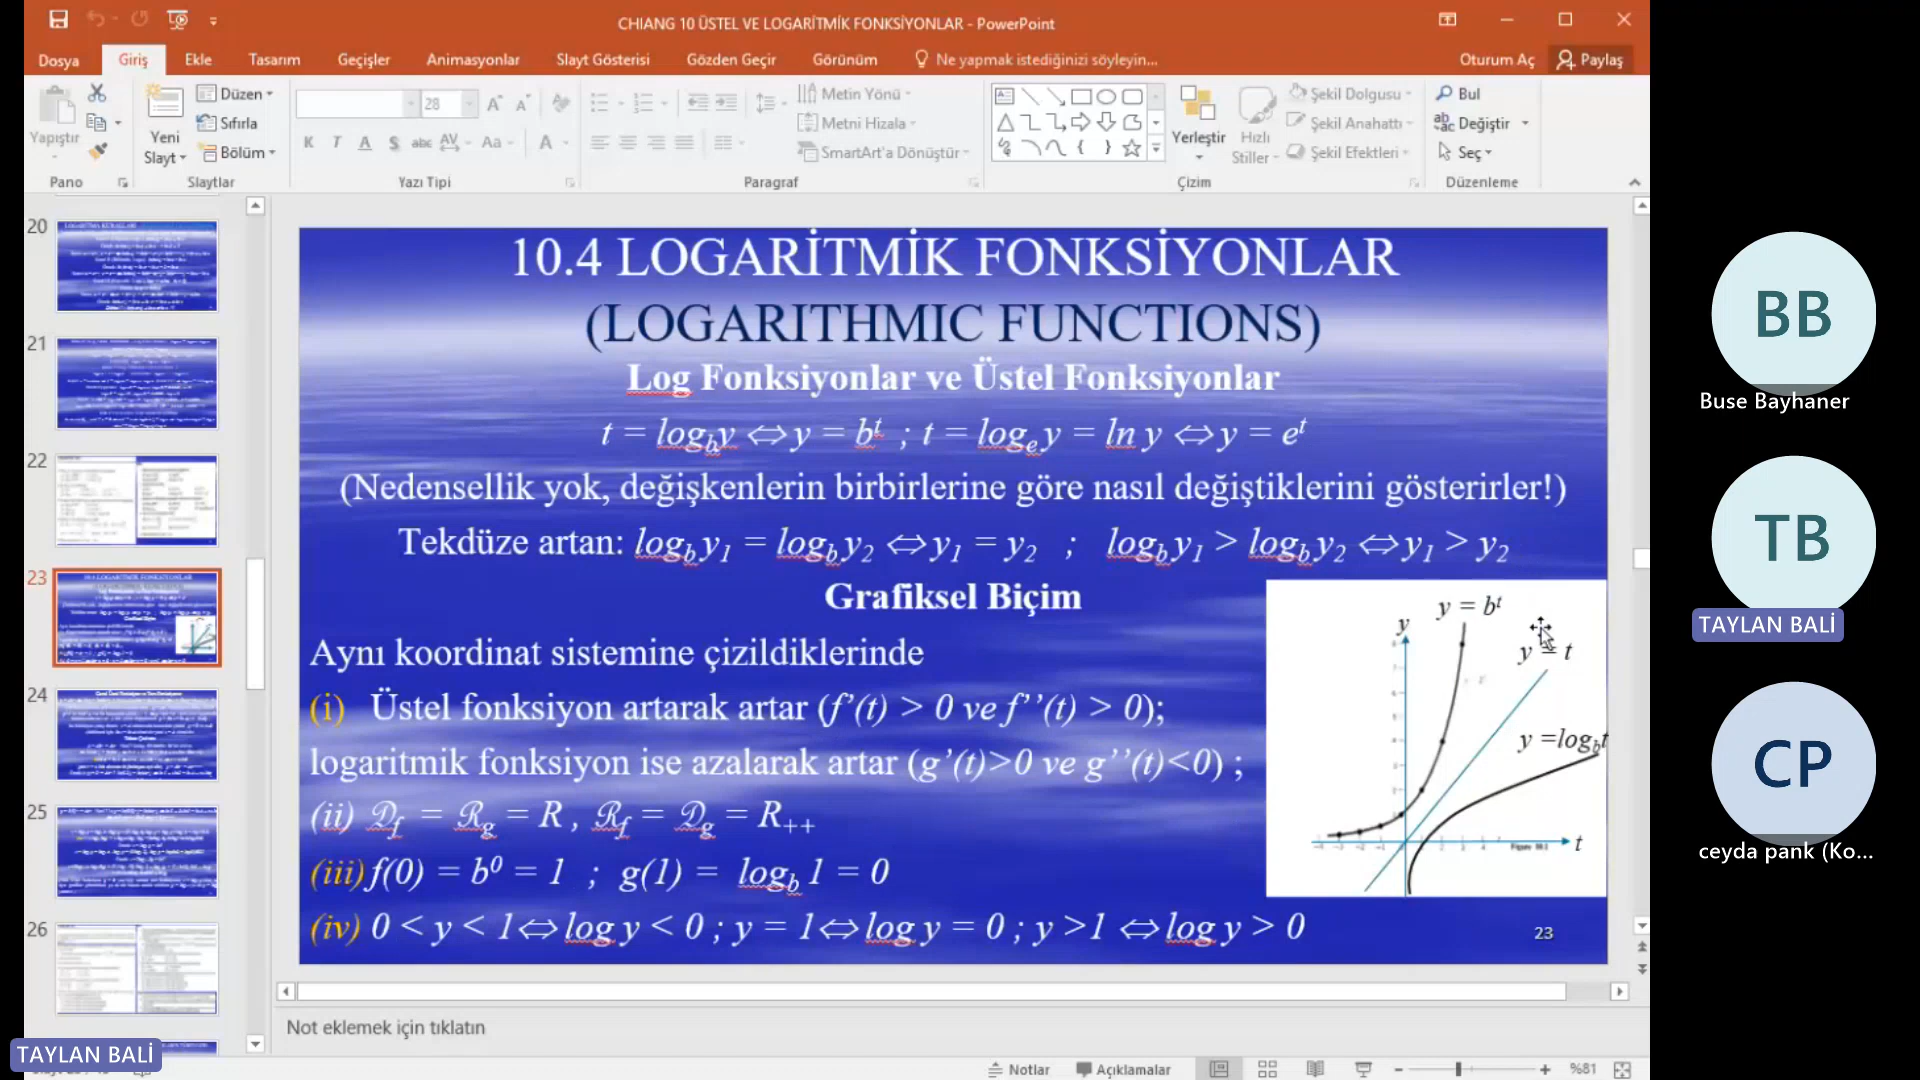 CHIANG 10 ÜSTEL VE LOGARİTMİK FONKSİYONLAR - PowerPoint
Dosya Giriş Ekle Tasarım Geçişler Animasyonlar Slayt Gösterisi Gözden Geçir Görünüm Ne yapmak istediğinizi söyleyin... Oturum Aç Paylaş
Yapıştır
Pano
Yeni Slayt
Düzen
Sıfırla
Bölüm
Slaytlar
28
K T A S abc AV Aa A
Yazı Tipi
Metin Yönü
Metni Hizala
SmartArt'a Dönüştür
Paragraf
Yerleştir
Hızlı Stiller
Şekil Dolgusu
Şekil Anahattı
Şekil Efektleri
Çizim
Bul
Değiştir
Seç
Düzenleme
20
21
22
23
24
25
26
10.4 LOGARİTMİK FONKSİYONLAR
(LOGARITHMIC FUNCTIONS)
Log Fonksiyonlar ve Üstel Fonksiyonlar
t = log_b y ⇔ y = b^t ; t = log_e y = ln y ⇔ y = e^t
(Nedensellik yok, değişkenlerin birbirlerine göre nasıl değiştiklerini gösterirler!)
Tekdüze artan: log_b y_1 = log_b y_2 ⇔ y_1 = y_2 ; log_b y_1 > log_b y_2 ⇔ y_1 > y_2
Grafiksel Biçim
Aynı koordinat sistemine çizildiklerinde
(i) Üstel fonksiyon artarak artar (f'(t) > 0 ve f''(t) > 0);
logaritmik fonksiyon ise azalarak artar (g'(t)>0 ve g''(t)<0) ;
(ii) 𝒟_f = ℛ_g = R , ℛ_f = 𝒟_g = R_++
(iii) f(0) = b^0 = 1 ; g(1) = log_b 1 = 0
(iv) 0 < y < 1 ⇔ log y < 0 ; y = 1 ⇔ log y = 0 ; y >1 ⇔ log y > 0
y = b^t
y
y = t
y =log_b t
t
23
Not eklemek için tıklatın
Notlar
Açıklamalar
%81
TAYLAN BALİ
BB
Buse Bayhaner
TB
TAYLAN BALİ
CP
ceyda pank (Ko...